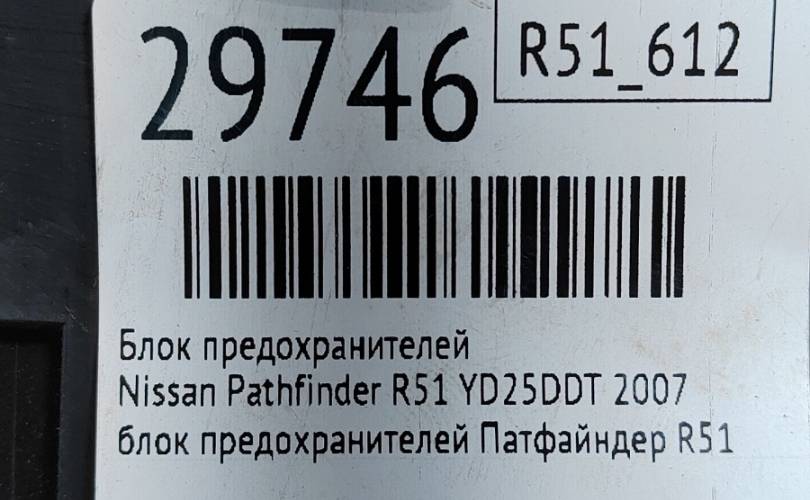 29746
R51_612
Блок предохранителей
Nissan Pathfinder R51 YD25DDT 2007
блок предохранителей Патфайндер R51